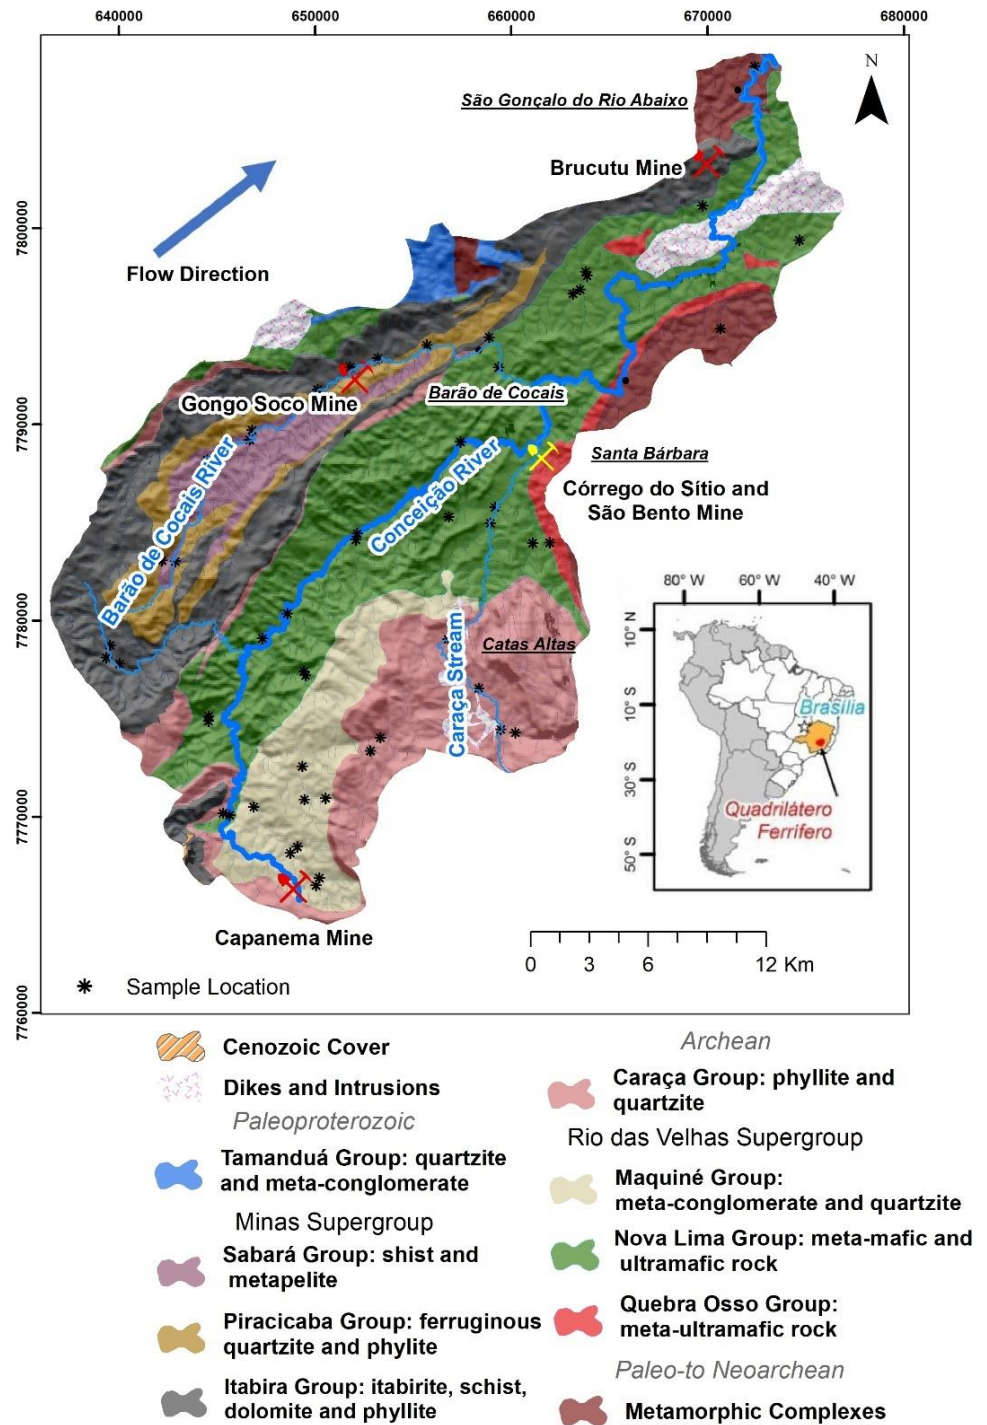 640000
650000
660000
670000
680000
N
São Gonçalo do Rio Abaixo
Brucutu Mine
7800000
Flow Direction
Gongo Soco Mine
Barão de Cocais
7790000
Barão de Cocais River
Conceição River
Santa Bárbara
Córrego do Sítio and
São Bento Mine
80° W
60° W
40° W
10° N
7780000
Caraça Stream
Catas Altas
10° S
Brasília
30° S
Quadrilátero
Ferrífero
50° S
7770000
Capanema Mine
0
3
6
12 Km
Sample Location
7760000
Cenozoic Cover
Dikes and Intrusions
Paleoproterozoic
Tamanduá Group: quartzite
and meta-conglomerate
Minas Supergroup
Sabará Group: shist and
metapelite
Piracicaba Group: ferruginous
quartzite and phylite
Itabira Group: itabirite, schist,
dolomite and phyllite
Archean
Caraça Group: phyllite and
quartzite
Rio das Velhas Supergroup
Maquiné Group:
meta-conglomerate and quartzite
Nova Lima Group: meta-mafic and
ultramafic rock
Quebra Osso Group:
meta-ultramafic rock
Paleo-to Neoarchean
Metamorphic Complexes